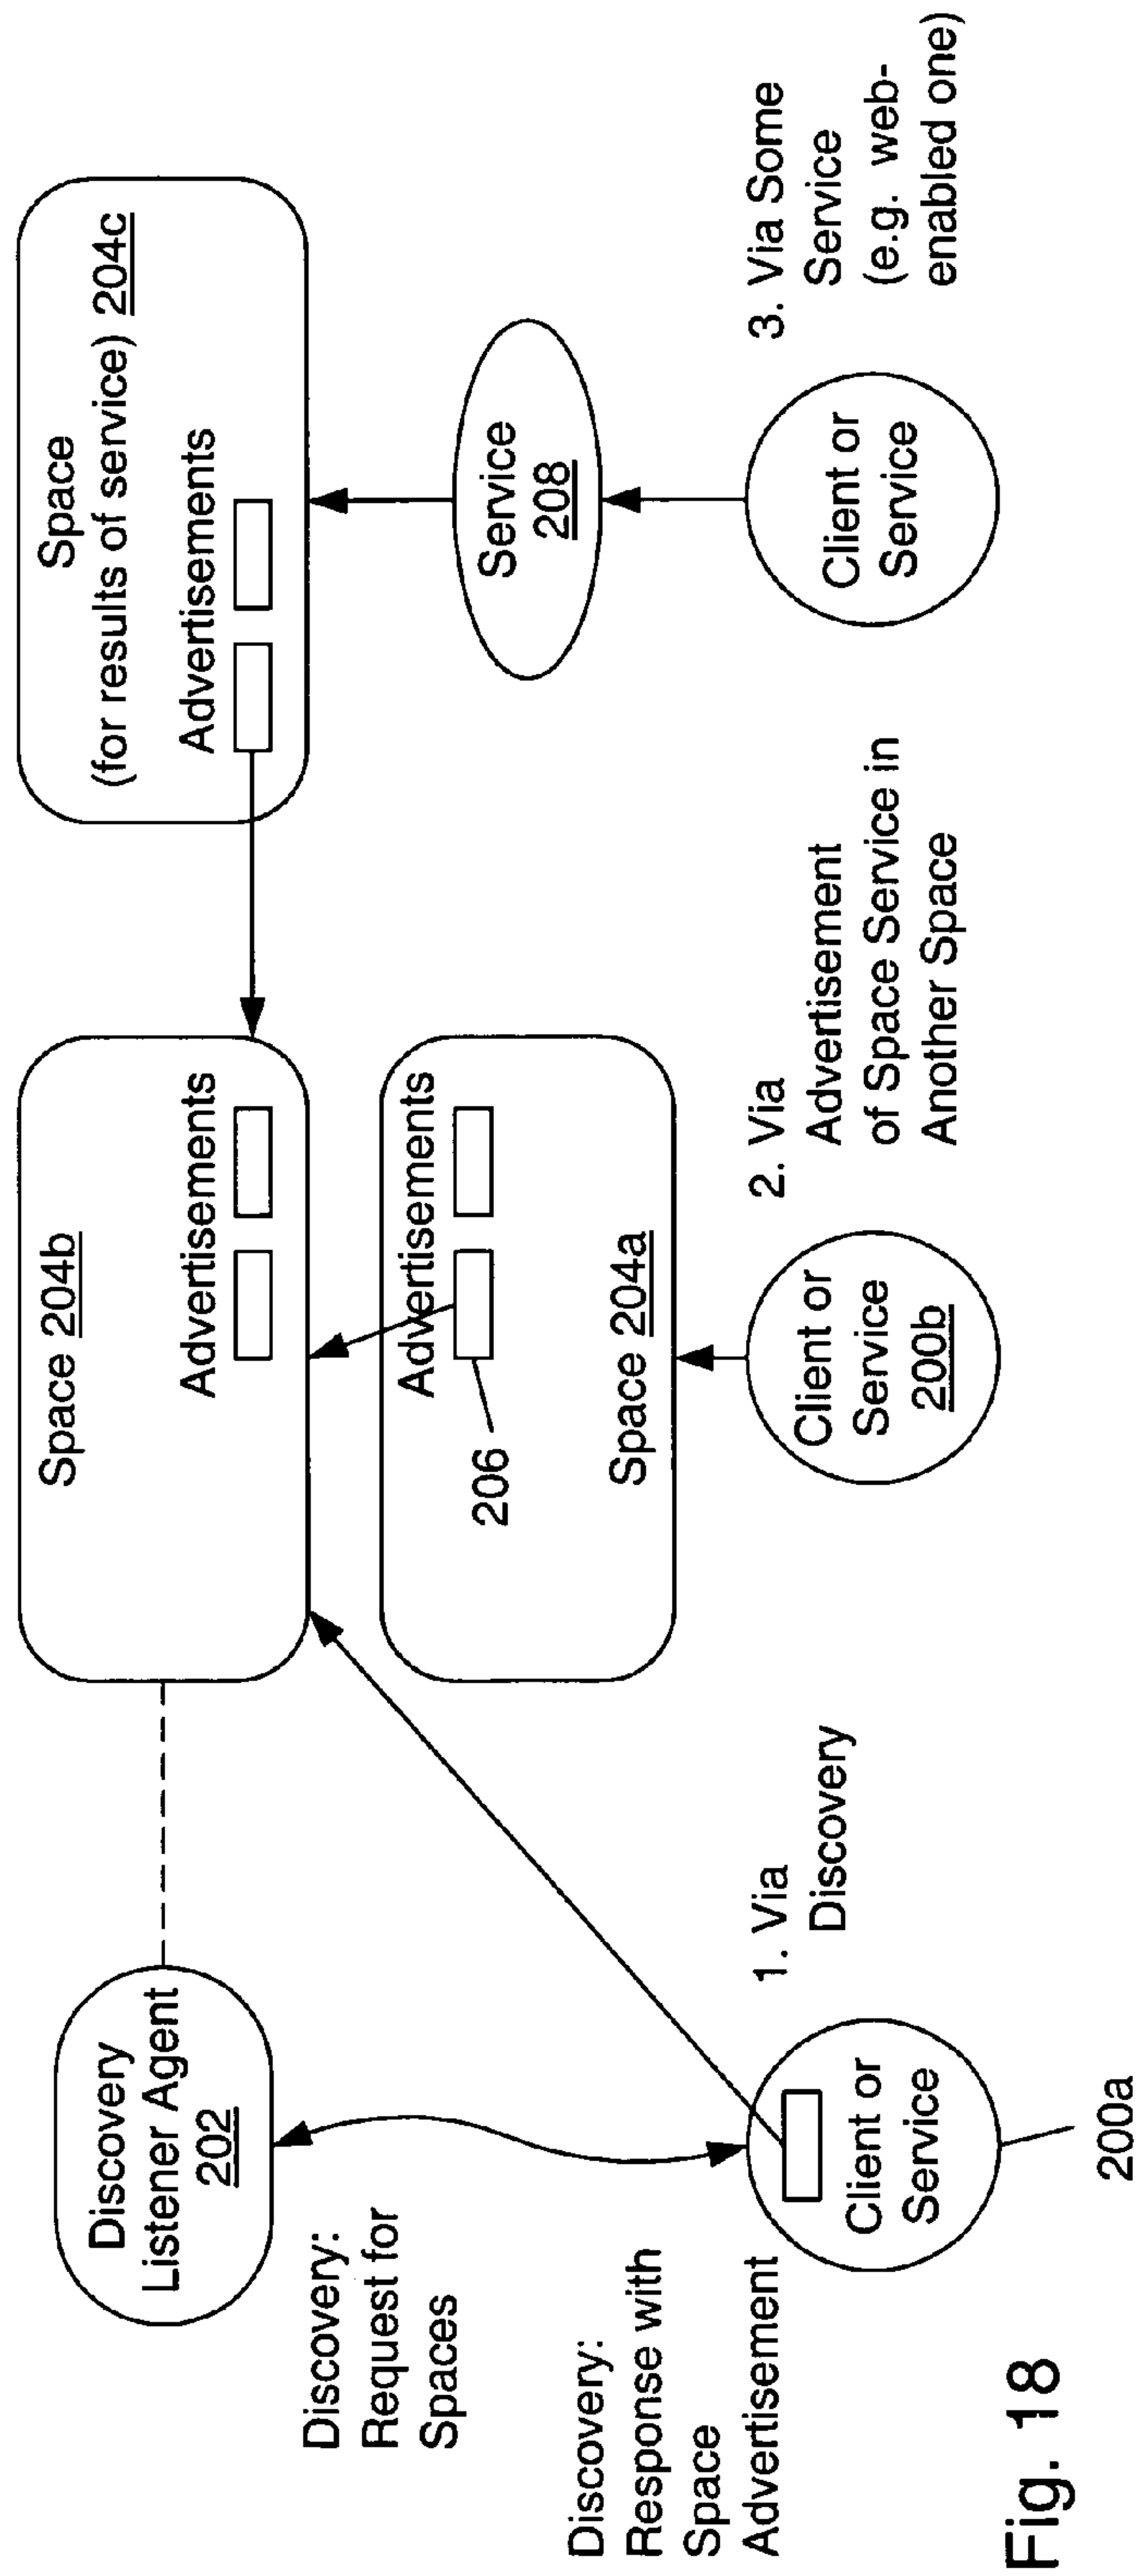 Discovery
Listener Agent
202
Discovery:
Request for
Spaces
Discovery:
Response with
Space
Advertisement
Client or
Service
200a
1. Via
Discovery
Space 204b
Advertisements
Advertisements
206
Space 204a
Client or
Service
200b
2. Via
Advertisement
of Space Service in
Another Space
Space
(for results of service) 204c
Advertisements
Service
208
Client or
Service
3. Via Some
Service
(e.g. web-
enabled one)
Fig. 18